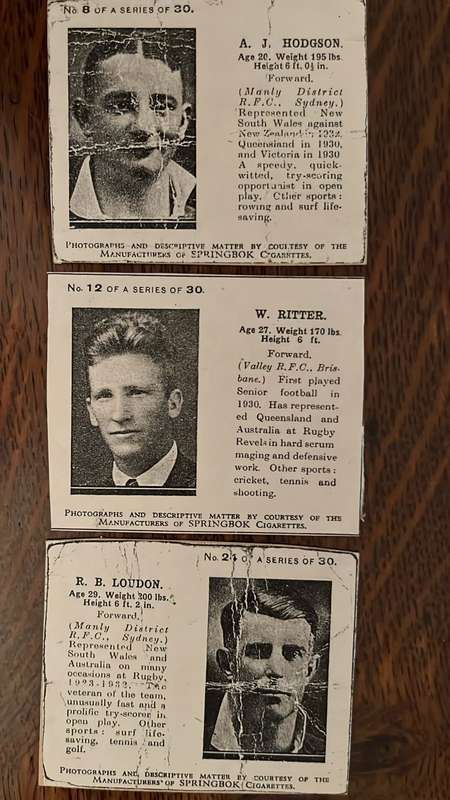 No. 8 OF A SERIES OF 30.
A. J. HODGSON.
Age 20. Weight 195 lbs.
Height 6 ft. 0½ in.
Forward.
(Manly District
R.F.C., Sydney.)
Represented New
South Wales against
New Zealand in 1932,
Queensland in 1930,
and Victoria in 1930
A speedy, quick-
witted, try-scoring
opportunist in open
play. Other sports:
rowing and surf life-
saving.
PHOTOGRAPHS AND DESCRIPTIVE MATTER BY COURTESY OF THE
MANUFACTURERS OF SPRINGBOK CIGARETTES.
No. 12 OF A SERIES OF 30.
W. RITTER.
Age 27. Weight 170 lbs.
Height 6 ft.
Forward.
(Valley R.F.C., Bris-
bane.) First played
Senior football in
1930. Has represent-
ed Queensland and
Australia at Rugby
Revels in hard scrum
maging and defensive
work. Other sports:
cricket, tennis and
shooting.
PHOTOGRAPHS AND DESCRIPTIVE MATTER BY COURTESY OF THE
MANUFACTURERS OF SPRINGBOK CIGARETTES.
No. 24 OF A SERIES OF 30.
R. B. LOUDON.
Age 29. Weight 200 lbs.
Height 6 ft. 2 in.
Forward.
(Manly District
R.F.C., Sydney.)
Represented New
South Wales and
Australia on many
occasions at Rugby,
1923-1932. The
veteran of the team,
unusually fast and a
prolific try-scorer in
open play. Other
sports: surf life-
saving, tennis and
golf.
PHOTOGRAPHS AND DESCRIPTIVE MATTER BY COURTESY OF THE
MANUFACTURERS OF SPRINGBOK CIGARETTES.